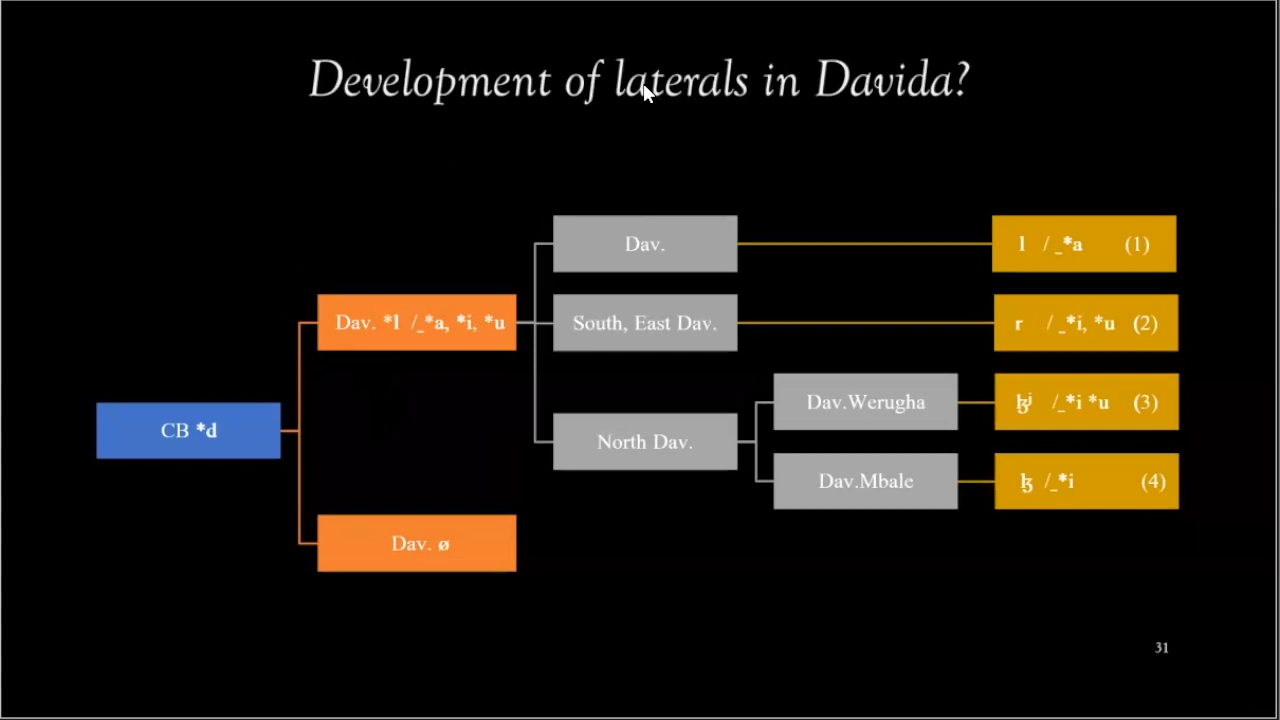 Development of laterals in Davida?
Dav.
l / _*a (1)
Dav. *l /_*a, *i, *u
South, East Dav.
r / _*i, *u (2)
Dav.Werugha
ɮʲ /_*i *u (3)
CB *d
North Dav.
Dav.Mbale
ɮ /_*i (4)
Dav. ø
31